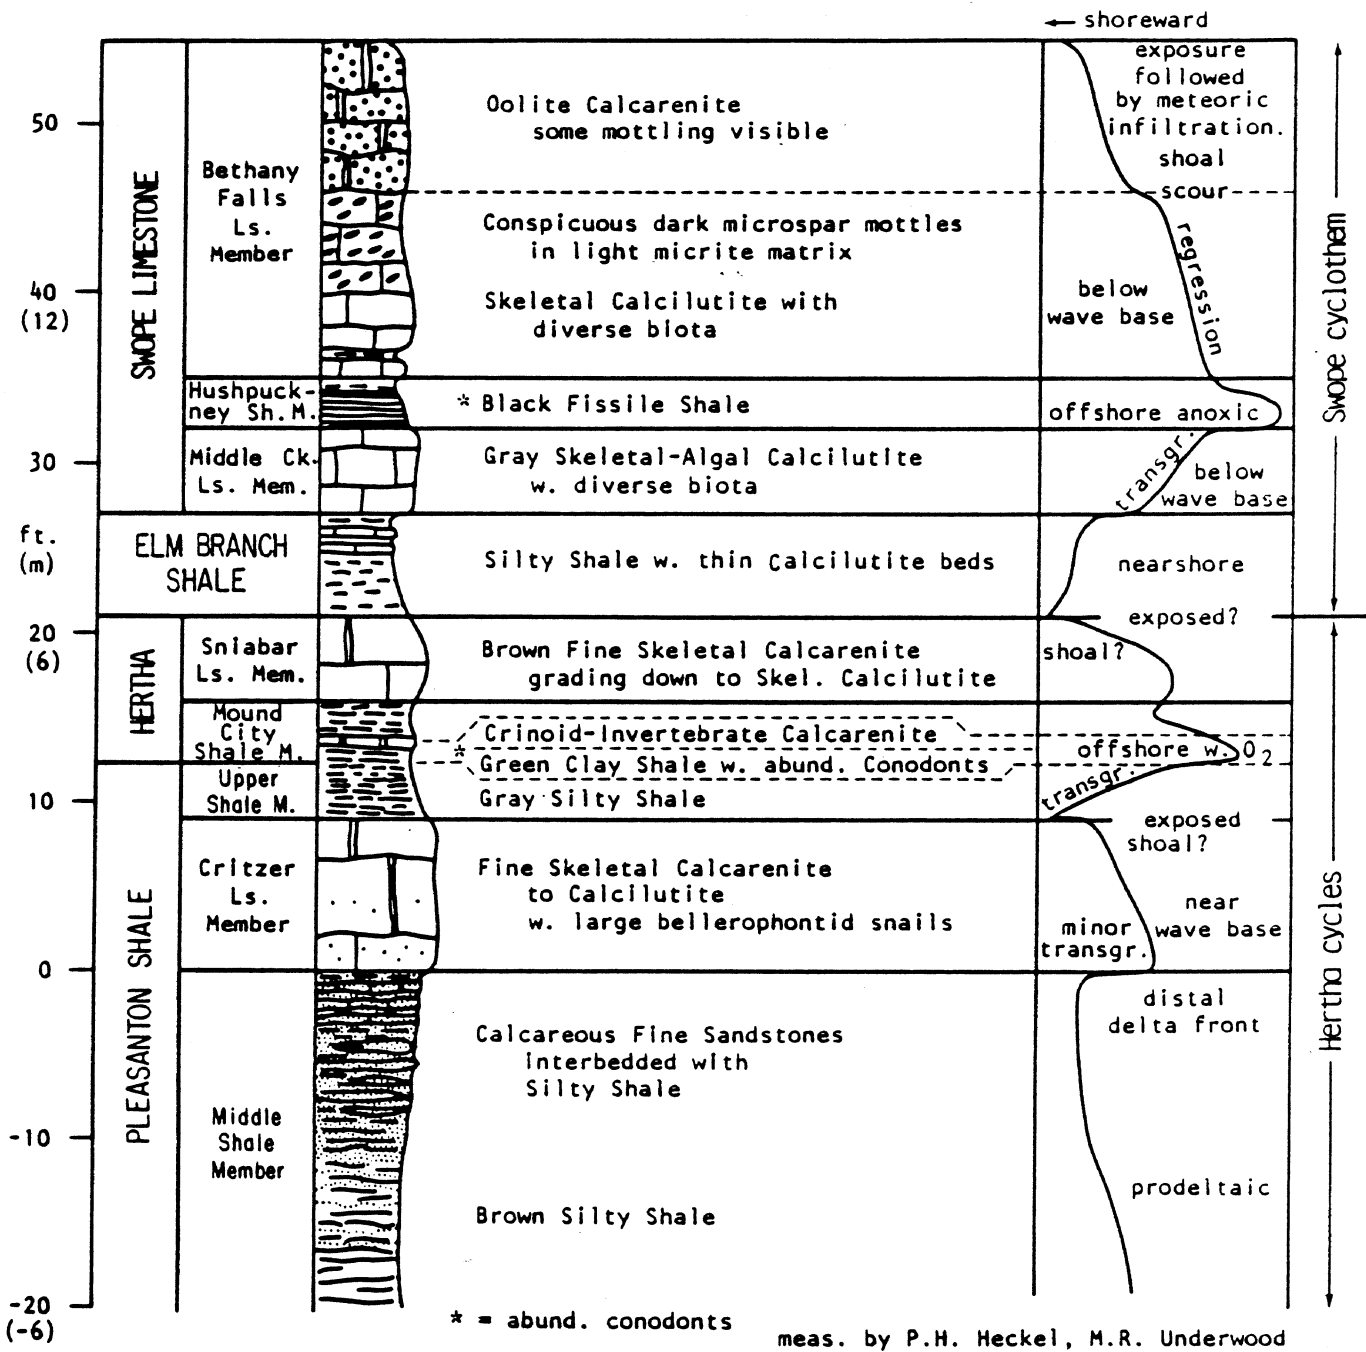 ← shoreward
exposure
followed
by meteoric
infiltration.
shoal
scour
50
Oolite Calcarenite
some mottling visible
Bethany
Falls
Ls.
Member
SWOPE LIMESTONE
Conspicuous dark microspar mottles
in light micrite matrix
regression
40
(12)
Skeletal Calcilutite with
diverse biota
below
wave base
Swope cyclothem
Hushpuck-
ney Sh.M.
* Black Fissile Shale
offshore anoxic
30
Middle Ck.
Ls. Mem.
Gray Skeletal-Algal Calcilutite
w. diverse biota
transgr.
below
wave base
ft.
(m)
ELM BRANCH
SHALE
Silty Shale w. thin Calcilutite beds
nearshore
exposed?
20
(6)
HERTHA
Sniabar
Ls. Mem.
Brown Fine Skeletal Calcarenite
grading down to Skel. Calcilutite
shoal?
Mound
City
Shale M.
Crinoid-Invertebrate Calcarenite
*
Green Clay Shale w. abund. Conodonts
offshore w. O2
transgr.
10
Upper
Shale M.
Gray Silty Shale
exposed
shoal?
Critzer
Ls.
Member
Fine Skeletal Calcarenite
to Calcilutite
w. large bellerophontid snails
near
wave base
minor
transgr.
Hertha cycles
0
PLEASANTON SHALE
distal
delta front
Calcareous Fine Sandstones
interbedded with
Silty Shale
-10
Middle
Shale
Member
prodeltaic
Brown Silty Shale
-20
(-6)
* = abund. conodonts
meas. by P.H. Heckel, M.R. Underwood